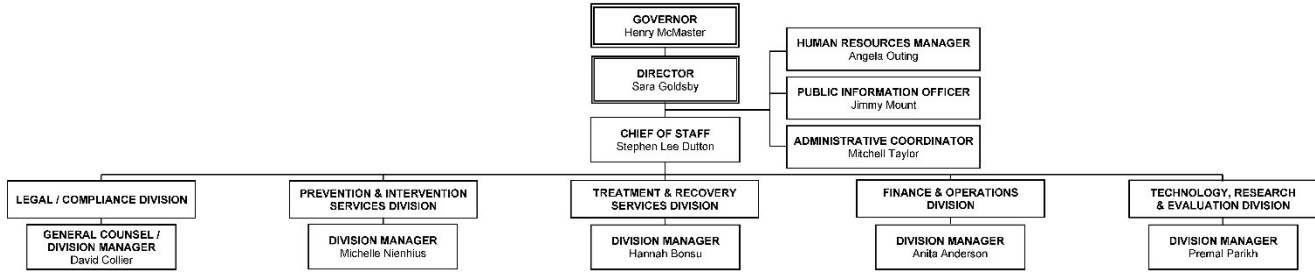 GOVERNOR
Henry McMaster
DIRECTOR
Sara Goldsby
HUMAN RESOURCES MANAGER
Angela Outing
PUBLIC INFORMATION OFFICER
Jimmy Mount
ADMINISTRATIVE COORDINATOR
Mitchell Taylor
CHIEF OF STAFF
Stephen Lee Dutton
LEGAL / COMPLIANCE DIVISION
GENERAL COUNSEL /
DIVISION MANAGER
David Collier
PREVENTION & INTERVENTION
SERVICES DIVISION
DIVISION MANAGER
Michelle Nienhius
TREATMENT & RECOVERY
SERVICES DIVISION
DIVISION MANAGER
Hannah Bonsu
FINANCE & OPERATIONS
DIVISION
DIVISION MANAGER
Anita Anderson
TECHNOLOGY, RESEARCH
& EVALUATION DIVISION
DIVISION MANAGER
Premal Parikh